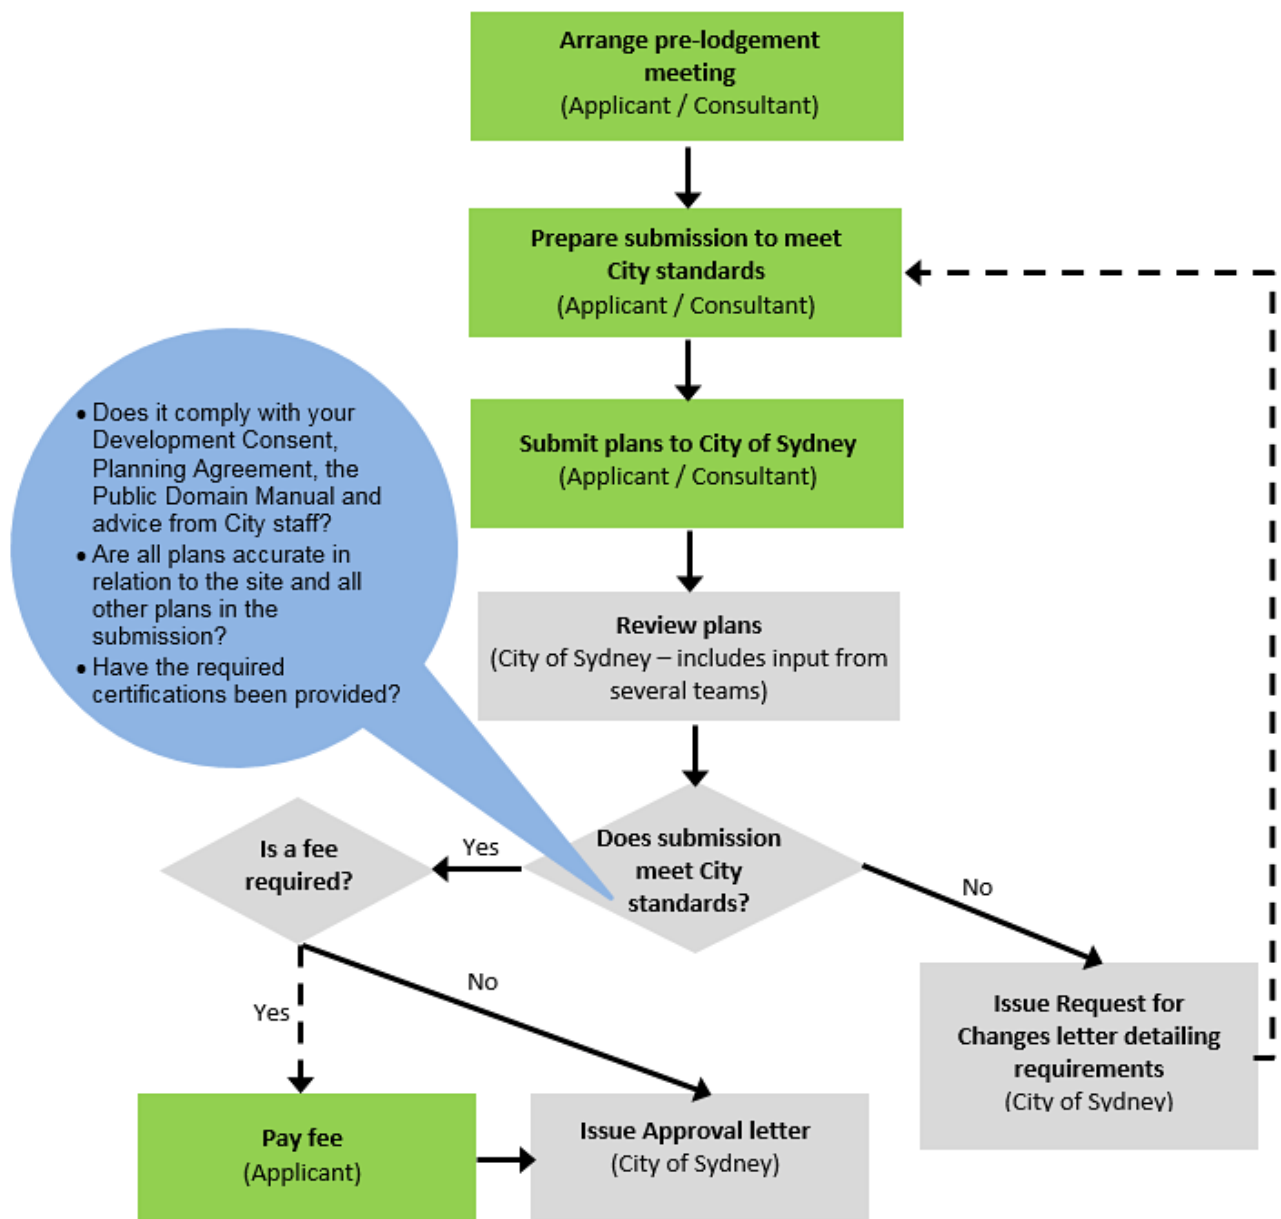 Arrange pre-lodgement
meeting
(Applicant / Consultant)
Prepare submission to meet
City standards
(Applicant / Consultant)
Submit plans to City of Sydney
(Applicant / Consultant)
• Does it comply with your
Development Consent,
Planning Agreement, the
Public Domain Manual and
advice from City staff?
• Are all plans accurate in
relation to the site and all
other plans in the
submission?
• Have the required
certifications been provided?
Review plans
(City of Sydney – includes input from
several teams)
Does submission
meet City
standards?
Yes
No
Is a fee
required?
Yes
No
Issue Request for
Changes letter detailing
requirements
(City of Sydney)
Pay fee
(Applicant)
Issue Approval letter
(City of Sydney)